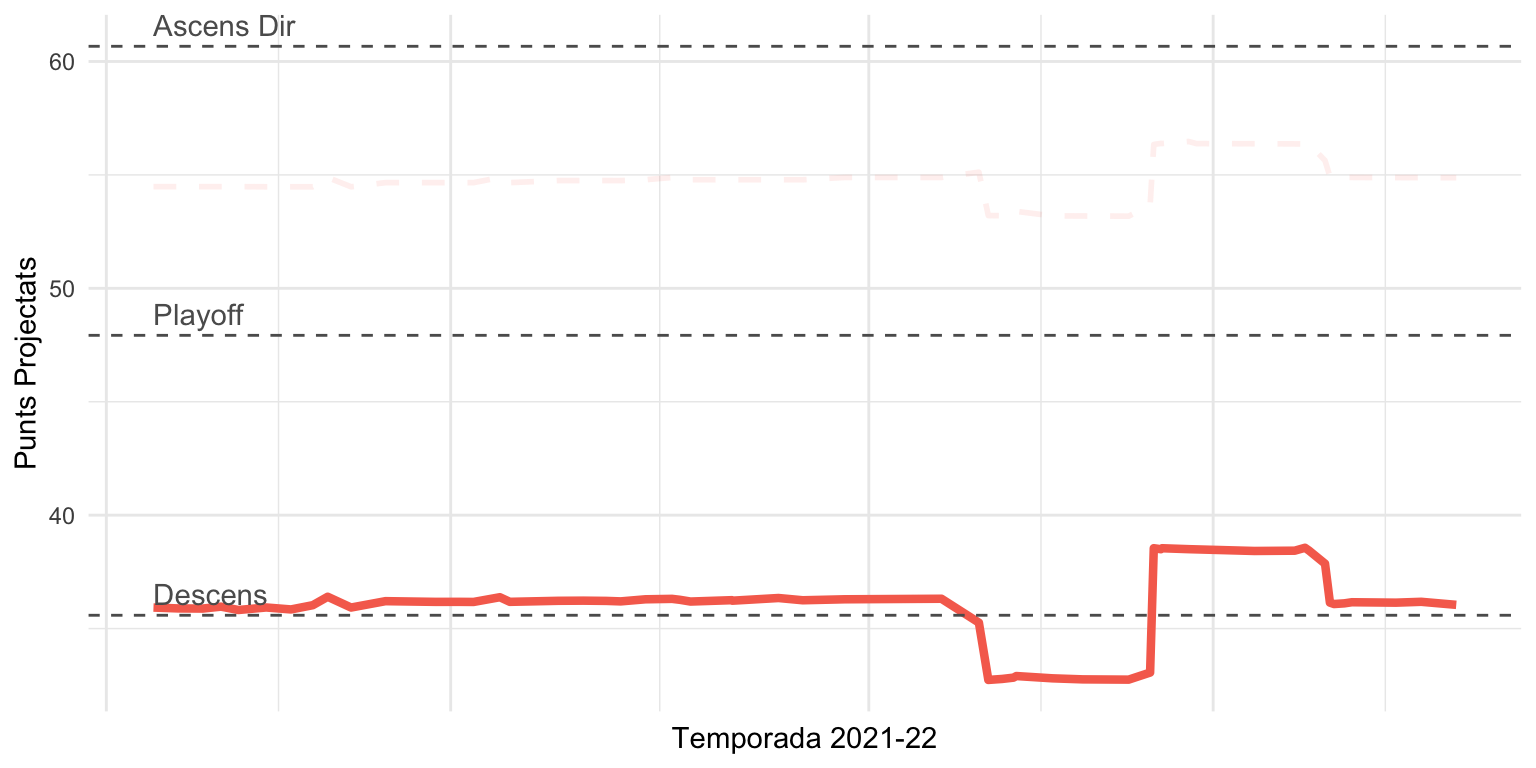 Ascens Dir
60
50
Playoff
Punts Projectats
40
Descens
Temporada 2021-22